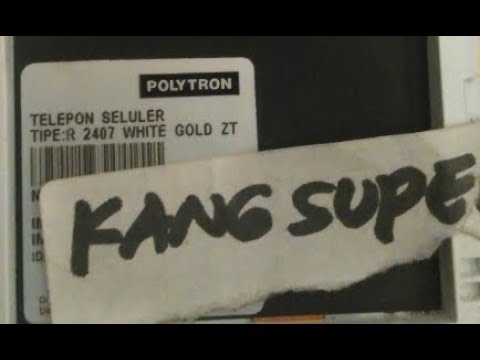 POLYTRON
TELEPON SELULER
TIPE:R 2407 WHITE GOLD ZT
KANG SUPE